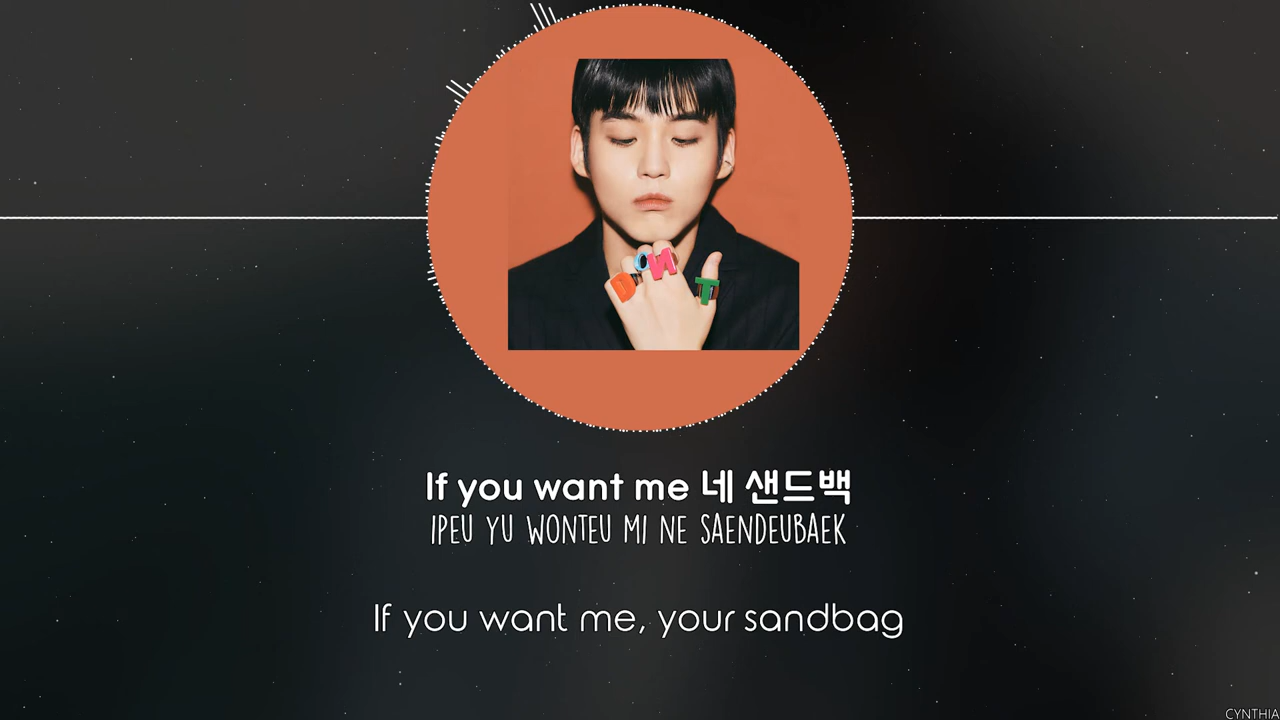 DON T
If you want me 네 샌드백
IPEU YU WONTEU MI NE SAENDEUBAEK
If you want me, your sandbag
CYNTHIA